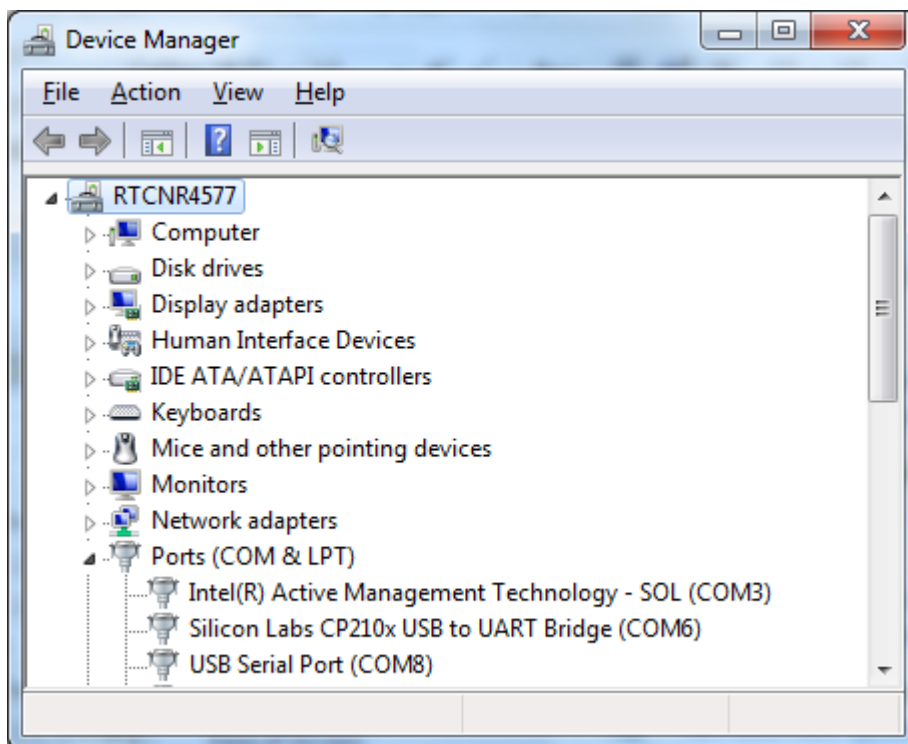 Device Manager
File Action View Help
RTCNR4577
Computer
Disk drives
Display adapters
Human Interface Devices
IDE ATA/ATAPI controllers
Keyboards
Mice and other pointing devices
Monitors
Network adapters
Ports (COM & LPT)
Intel(R) Active Management Technology - SOL (COM3)
Silicon Labs CP210x USB to UART Bridge (COM6)
USB Serial Port (COM8)